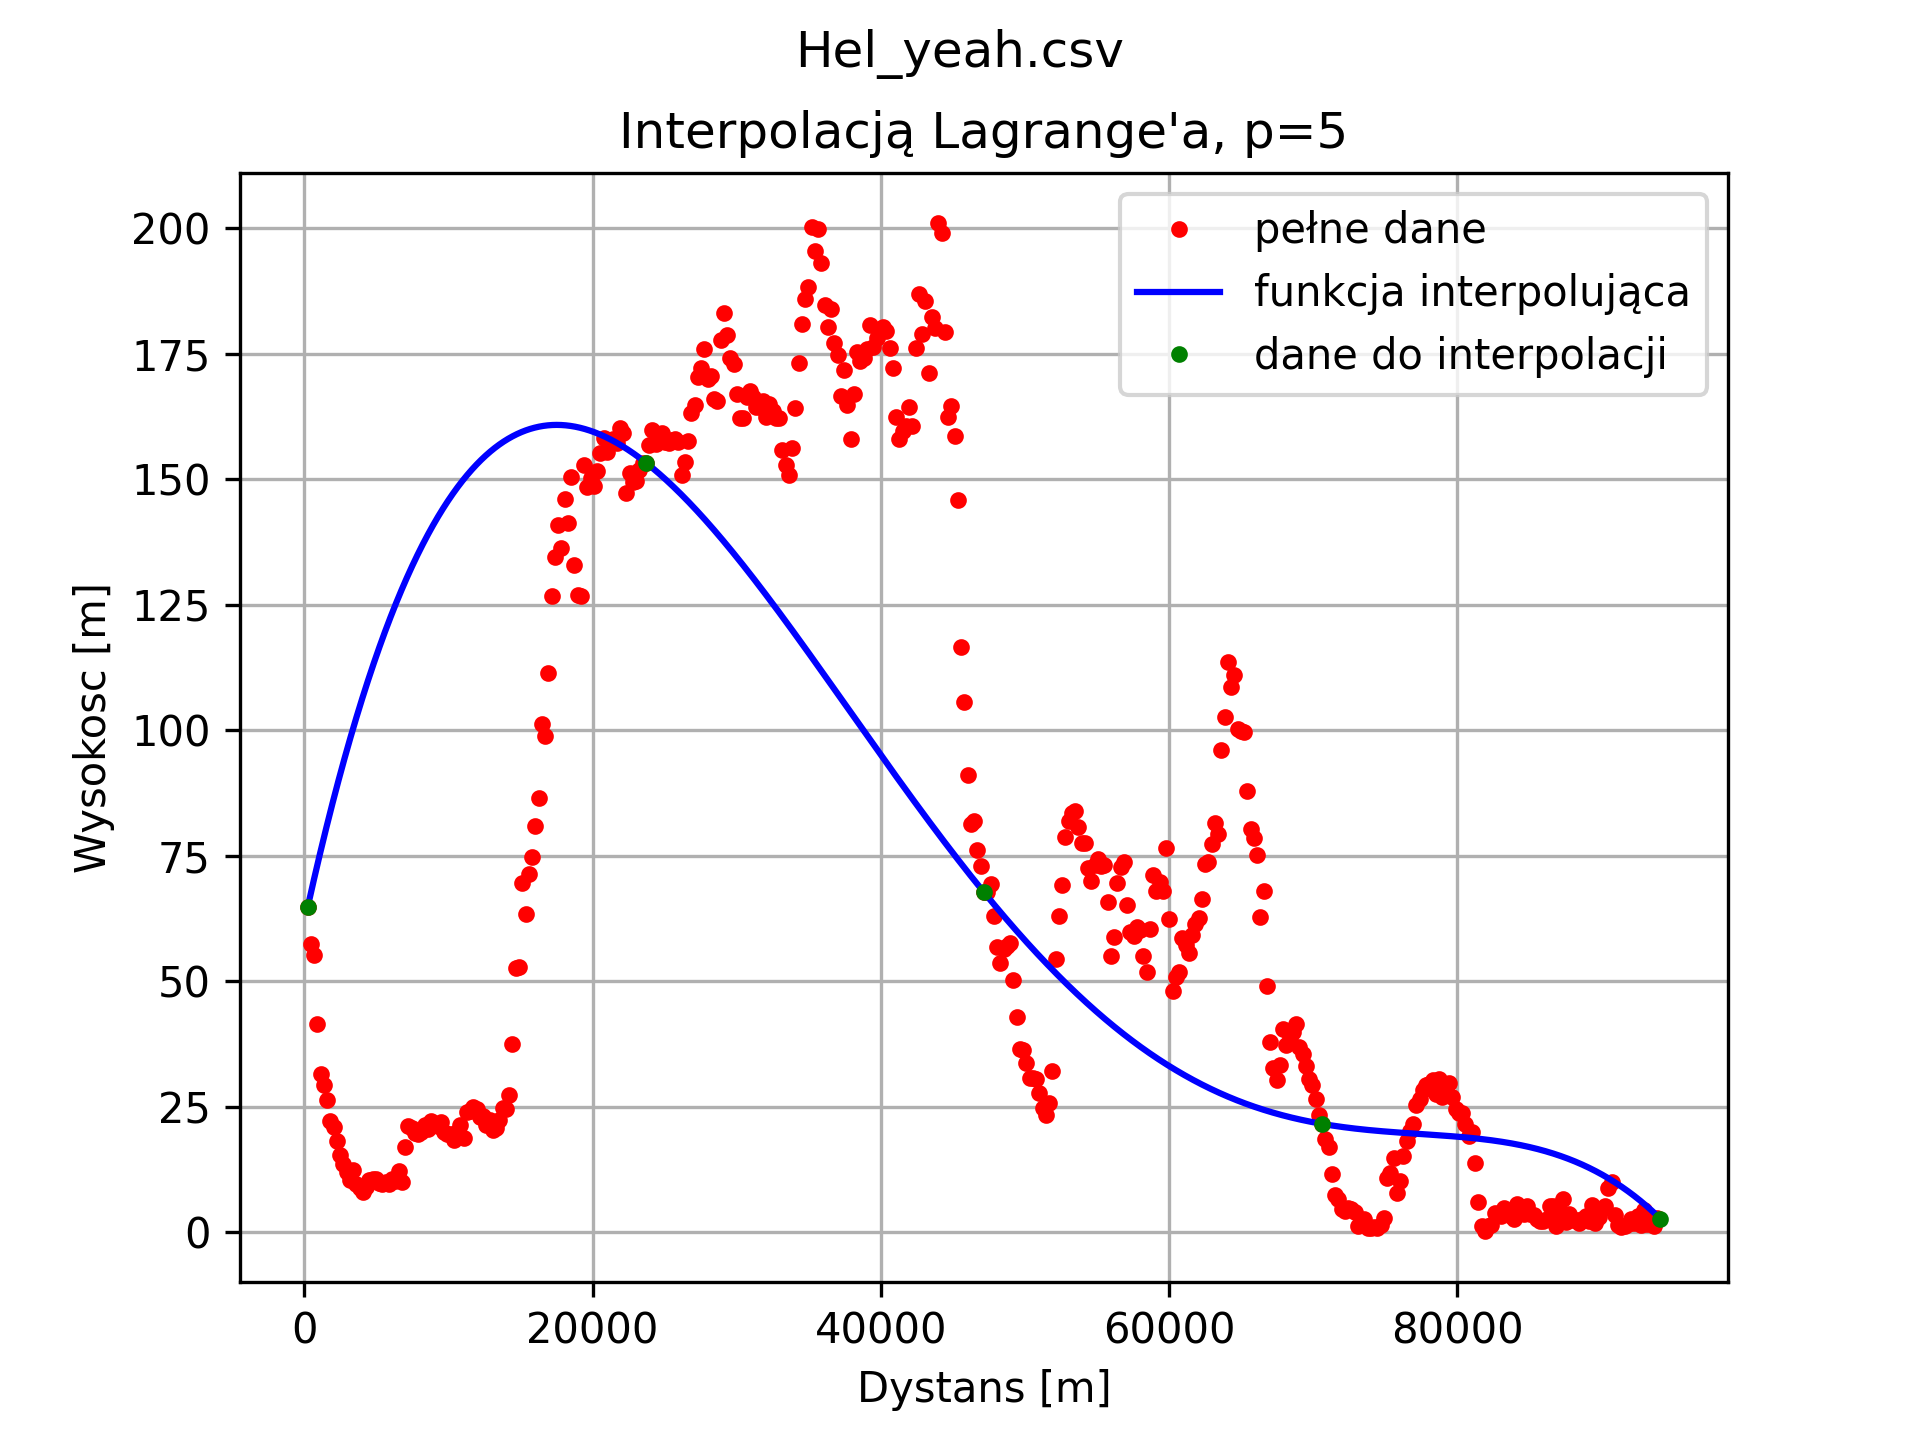 Hel_yeah.csv
Interpolacją Lagrange'a, p=5
pełne dane
funkcja interpolująca
dane do interpolacji
Wysokosc [m]
200
175
150
125
100
75
50
25
0
0 20000 40000 60000 80000
Dystans [m]